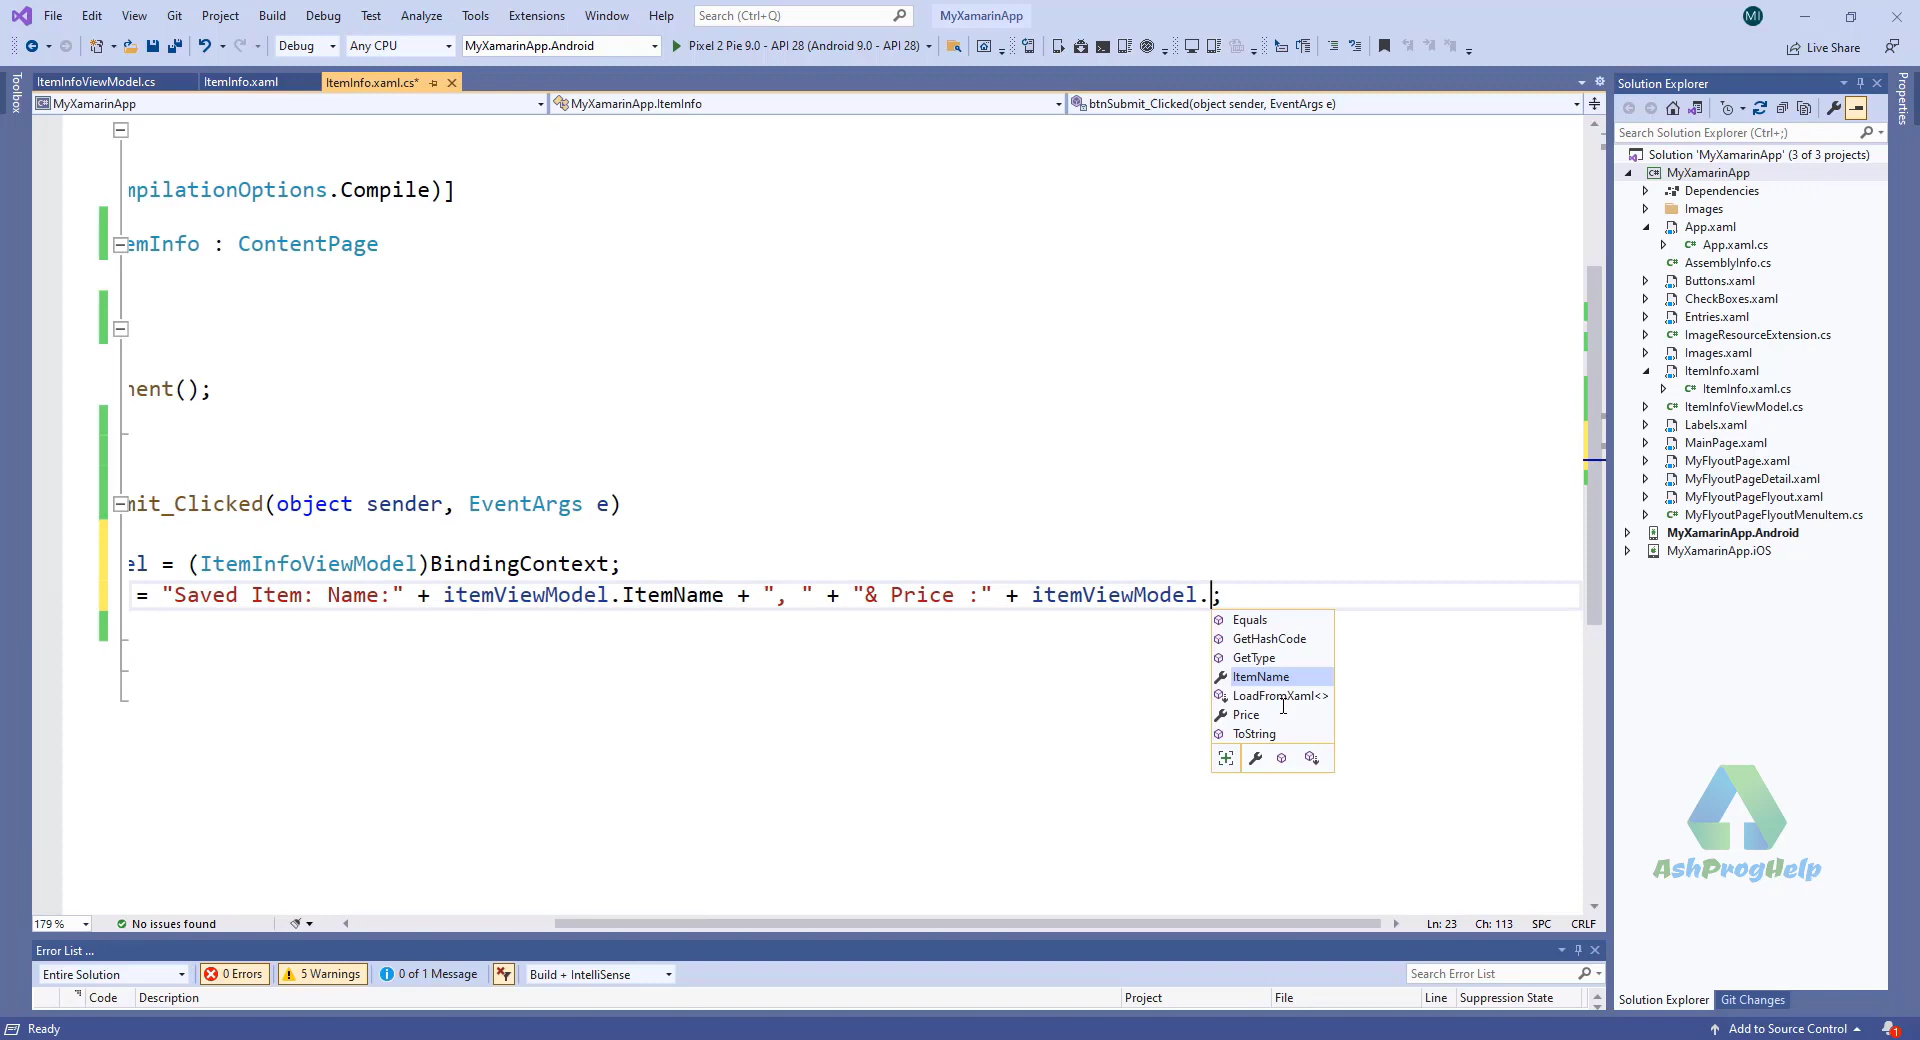 File Edit View Git Project Build Debug Test Analyze Tools Extensions Window Help Search (Ctrl+Q) MyXamarinApp MI
Debug Any CPU MyXamarinApp.Android Pixel 2 Pie 9.0 - API 28 (Android 9.0 - API 28) Live Share
Toolbox
ItemInfoViewModel.cs ItemInfo.xaml ItemInfo.xaml.cs*
MyXamarinApp MyXamarinApp.ItemInfo btnSubmit_Clicked(object sender, EventArgs e)
mpilationOptions.Compile)]
emInfo : ContentPage
nent();
mit_Clicked(object sender, EventArgs e)
el = (ItemInfoViewModel)BindingContext;
= "Saved Item: Name:" + itemViewModel.ItemName + ", " + "& Price :" + itemViewModel.;
Equals
GetHashCode
GetType
ItemName
LoadFromXaml<>
Price
ToString
179 % No issues found Ln: 23 Ch: 113 SPC CRLF
Error List ...
Entire Solution 0 Errors 5 Warnings 0 of 1 Message Build + IntelliSense Search Error List
Code Description Project File Line Suppression State
Solution Explorer
Search Solution Explorer (Ctrl+;)
Solution 'MyXamarinApp' (3 of 3 projects)
C# MyXamarinApp
Dependencies
Images
App.xaml
C# App.xaml.cs
C# AssemblyInfo.cs
Buttons.xaml
CheckBoxes.xaml
Entries.xaml
C# ImageResourceExtension.cs
Images.xaml
ItemInfo.xaml
C# ItemInfo.xaml.cs
C# ItemInfoViewModel.cs
Labels.xaml
MainPage.xaml
MyFlyoutPage.xaml
MyFlyoutPageDetail.xaml
MyFlyoutPageFlyout.xaml
C# MyFlyoutPageFlyoutMenuItem.cs
MyXamarinApp.Android
MyXamarinApp.iOS
AshProgHelp
Solution Explorer Git Changes
Properties
Ready Add to Source Control 1